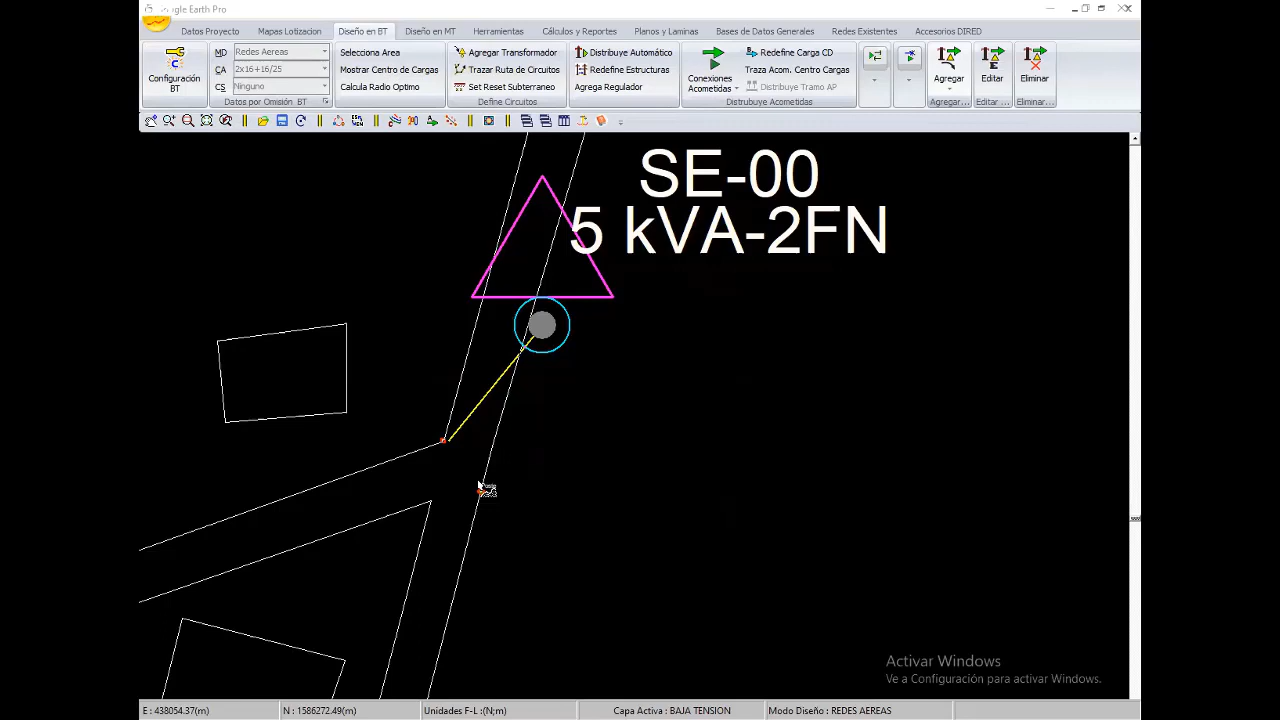 ogle Earth Pro
Datos Proyecto
Mapas Lotizacion
Diseño en BT
Diseño en MT
Herramientas
Cálculos y Reportes
Planos y Laminas
Bases de Datos Generales
Redes Existentes
Accesorios DIRED
Configuración
BT
MD Redes Aereas
CA 2x16+16/25
CS Ninguno
Datos por Omisión BT
Selecciona Area
Mostrar Centro de Cargas
Calcula Radio Optimo
Agregar Transformador
Trazar Ruta de Circuitos
Set Reset Subterraneo
Define Circuitos
Distribuye Automático
Redefine Estructuras
Agrega Regulador
Conexiones
Acometidas
Redefine Carga CD
Traza Acom. Centro Cargas
Distribuye Tramo AP
Distrubuye Acometidas
Agregar
Agregar...
Editar
Editar ...
Eliminar
Eliminar...
SE-00
5 kVA-2FN
Activar Windows
Ve a Configuración para activar Windows.
E : 438054.37(m)
N : 1586272.49(m)
Unidades F-L :(N;m)
Capa Activa : BAJA TENSION
Modo Diseño : REDES AEREAS